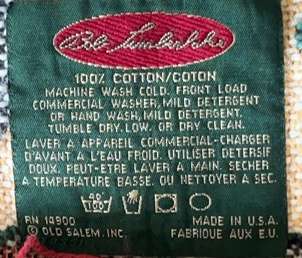 Bob Timberlake
100% COTTON/COTON
MACHINE WASH COLD. FRONT LOAD
COMMERCIAL WASHER, MILD DETERGENT
OR HAND WASH, MILD DETERGENT.
TUMBLE DRY. LOW. OR DRY CLEAN.
LAVER A APPAREIL COMMERCIAL-CHARGER
D'AVANT A L'EAU FROID. UTILISER DETERSIF
DOUX. PEUT-ETRE LAVER A MAIN. SECHER
A TEMPERATURE BASSE. OU NETTOYER A SEC.
RN 14900 MADE IN U.S.A.
© OLD SALEM. INC. FABRIQUE AUX E.U.